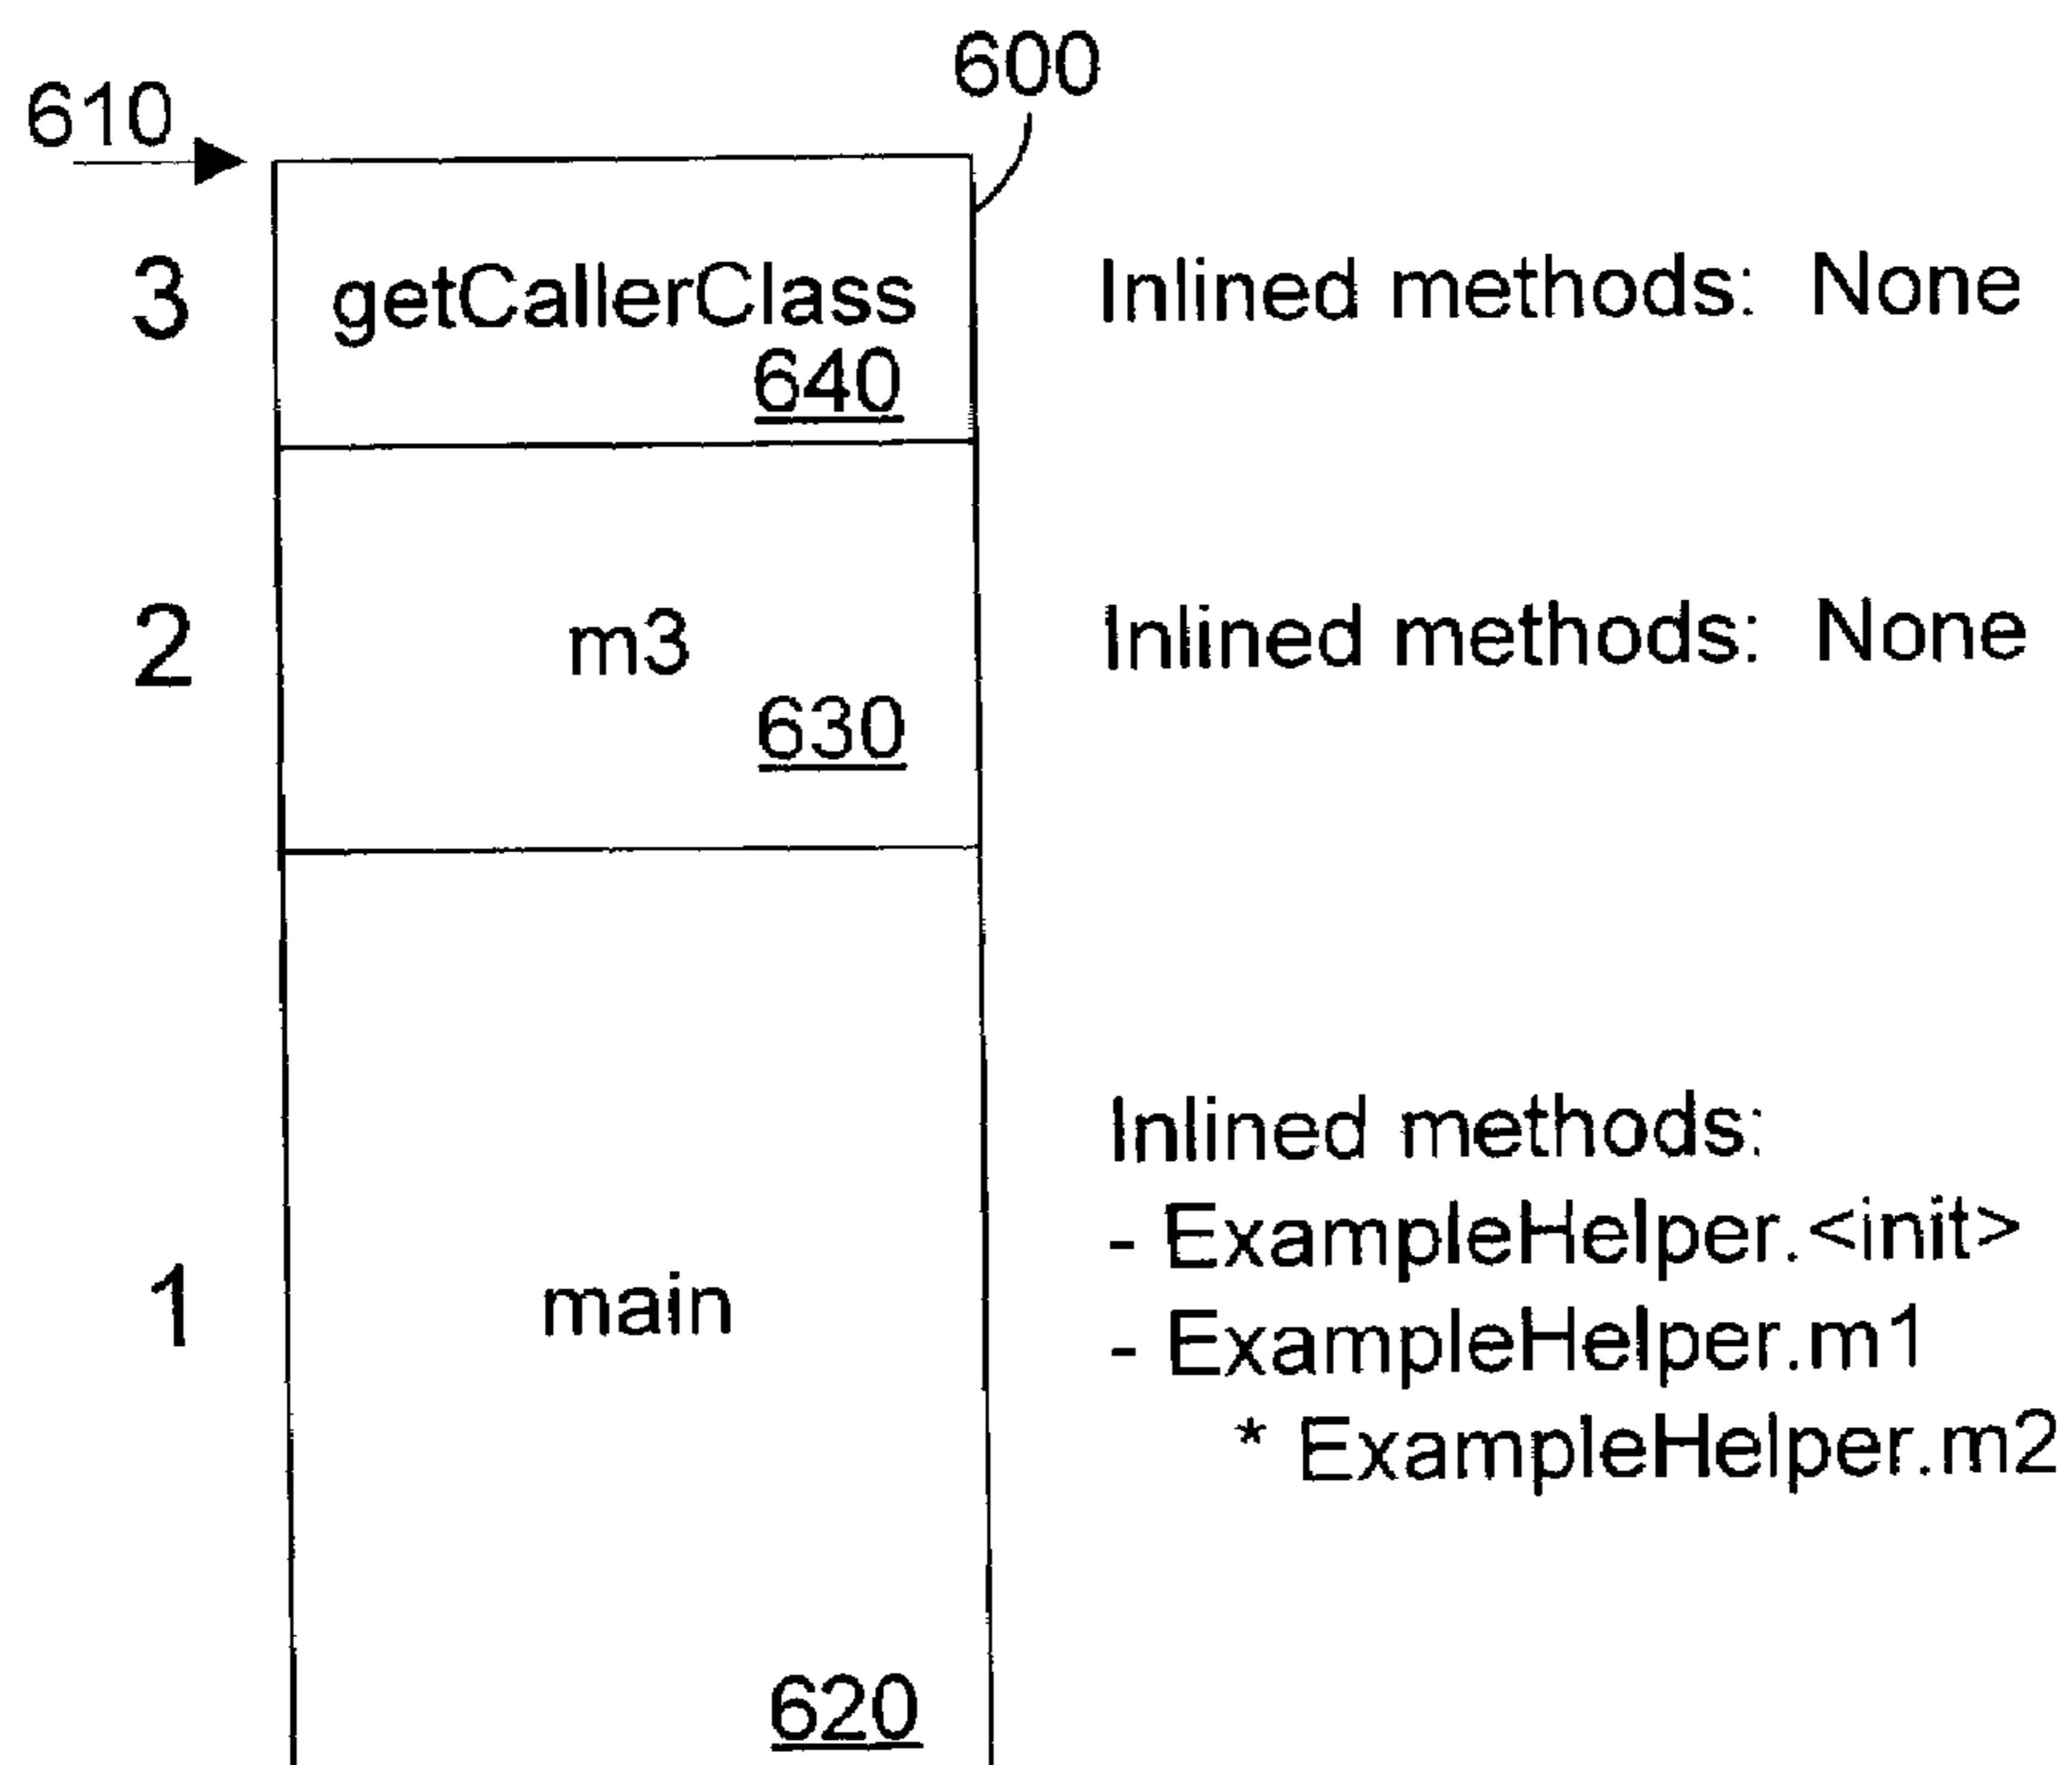 600
610
3 getCallerClass Inlined methods: None
640
2 m3 Inlined methods: None
630
Inlined methods:
- ExampleHelper.<init>
1 main
- ExampleHelper.m1
* ExampleHelper.m2
620